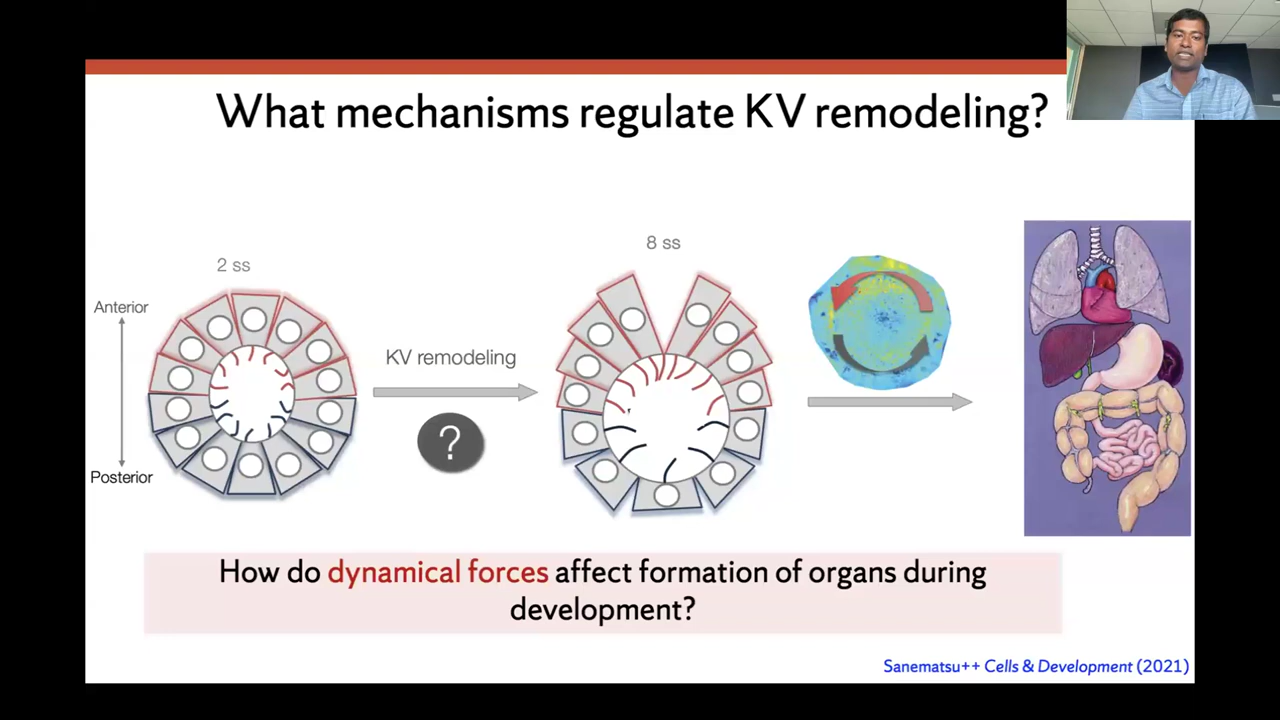 What mechanisms regulate KV remodeling?
2 ss
8 ss
Anterior
KV remodeling
?
Posterior
How do dynamical forces affect formation of organs during
development?
Sanematsu++ Cells & Development (2021)